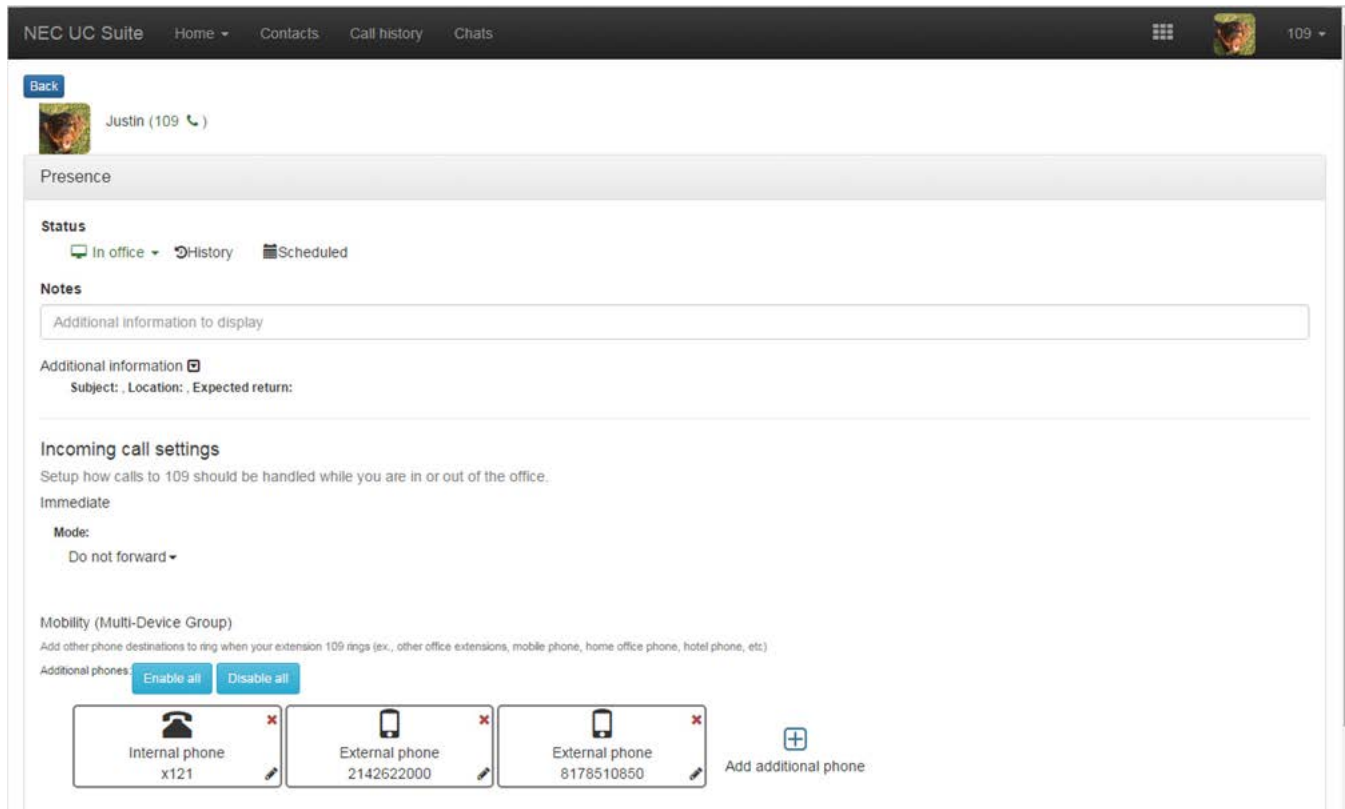 NEC UC Suite Home Contacts Call history Chats 109
Back
Justin (109 )
Presence
Status
In office History Scheduled
Notes
Additional information to display
Additional information
Subject: , Location: , Expected return:
Incoming call settings
Setup how calls to 109 should be handled while you are in or out of the office.
Immediate
Mode:
Do not forward
Mobility (Multi-Device Group)
Add other phone destinations to ring when your extension 109 rings (ex., other office extensions, mobile phone, home office phone, hotel phone, etc)
Additional phones: Enable all Disable all
Internal phone External phone External phone
x121 2142622000 8178510850 Add additional phone